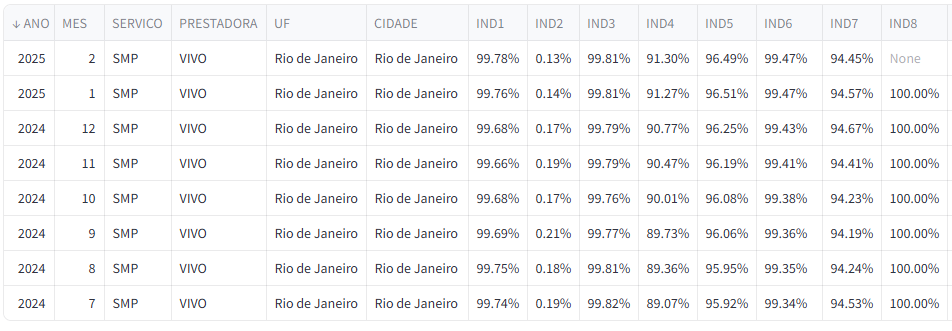 ↓ ANO MES SERVICO PRESTADORA UF CIDADE IND1 IND2 IND3 IND4 IND5 IND6 IND7 IND8
2025 2 SMP VIVO Rio de Janeiro Rio de Janeiro 99.78% 0.13% 99.81% 91.30% 96.49% 99.47% 94.45% None
2025 1 SMP VIVO Rio de Janeiro Rio de Janeiro 99.76% 0.14% 99.81% 91.27% 96.51% 99.47% 94.57% 100.00%
2024 12 SMP VIVO Rio de Janeiro Rio de Janeiro 99.68% 0.17% 99.79% 90.77% 96.25% 99.43% 94.67% 100.00%
2024 11 SMP VIVO Rio de Janeiro Rio de Janeiro 99.66% 0.19% 99.79% 90.47% 96.19% 99.41% 94.41% 100.00%
2024 10 SMP VIVO Rio de Janeiro Rio de Janeiro 99.68% 0.17% 99.76% 90.01% 96.08% 99.38% 94.23% 100.00%
2024 9 SMP VIVO Rio de Janeiro Rio de Janeiro 99.69% 0.21% 99.77% 89.73% 96.06% 99.36% 94.19% 100.00%
2024 8 SMP VIVO Rio de Janeiro Rio de Janeiro 99.75% 0.18% 99.81% 89.36% 95.95% 99.35% 94.24% 100.00%
2024 7 SMP VIVO Rio de Janeiro Rio de Janeiro 99.74% 0.19% 99.82% 89.07% 95.92% 99.34% 94.53% 100.00%